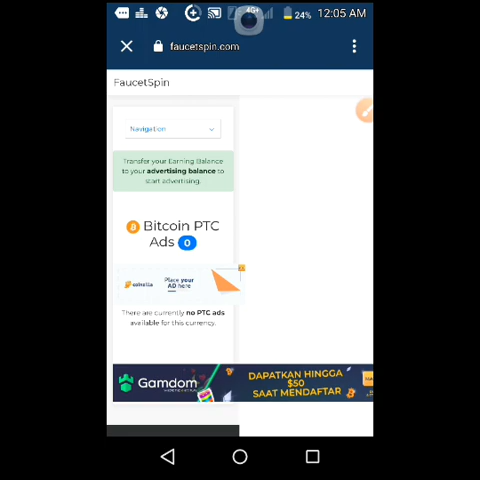 4G+
24% 12:05 AM
faucetspin.com
FaucetSpin
Navigation
Transfer your Earning Balance
to your advertising balance to
start advertising.
Bitcoin PTC
Ads 0
coinzilla Place your
AD here
There are currently no PTC ads
available for this currency.
Gamdom
DAPATKAN HINGGA
$50
SAAT MENDAFTAR